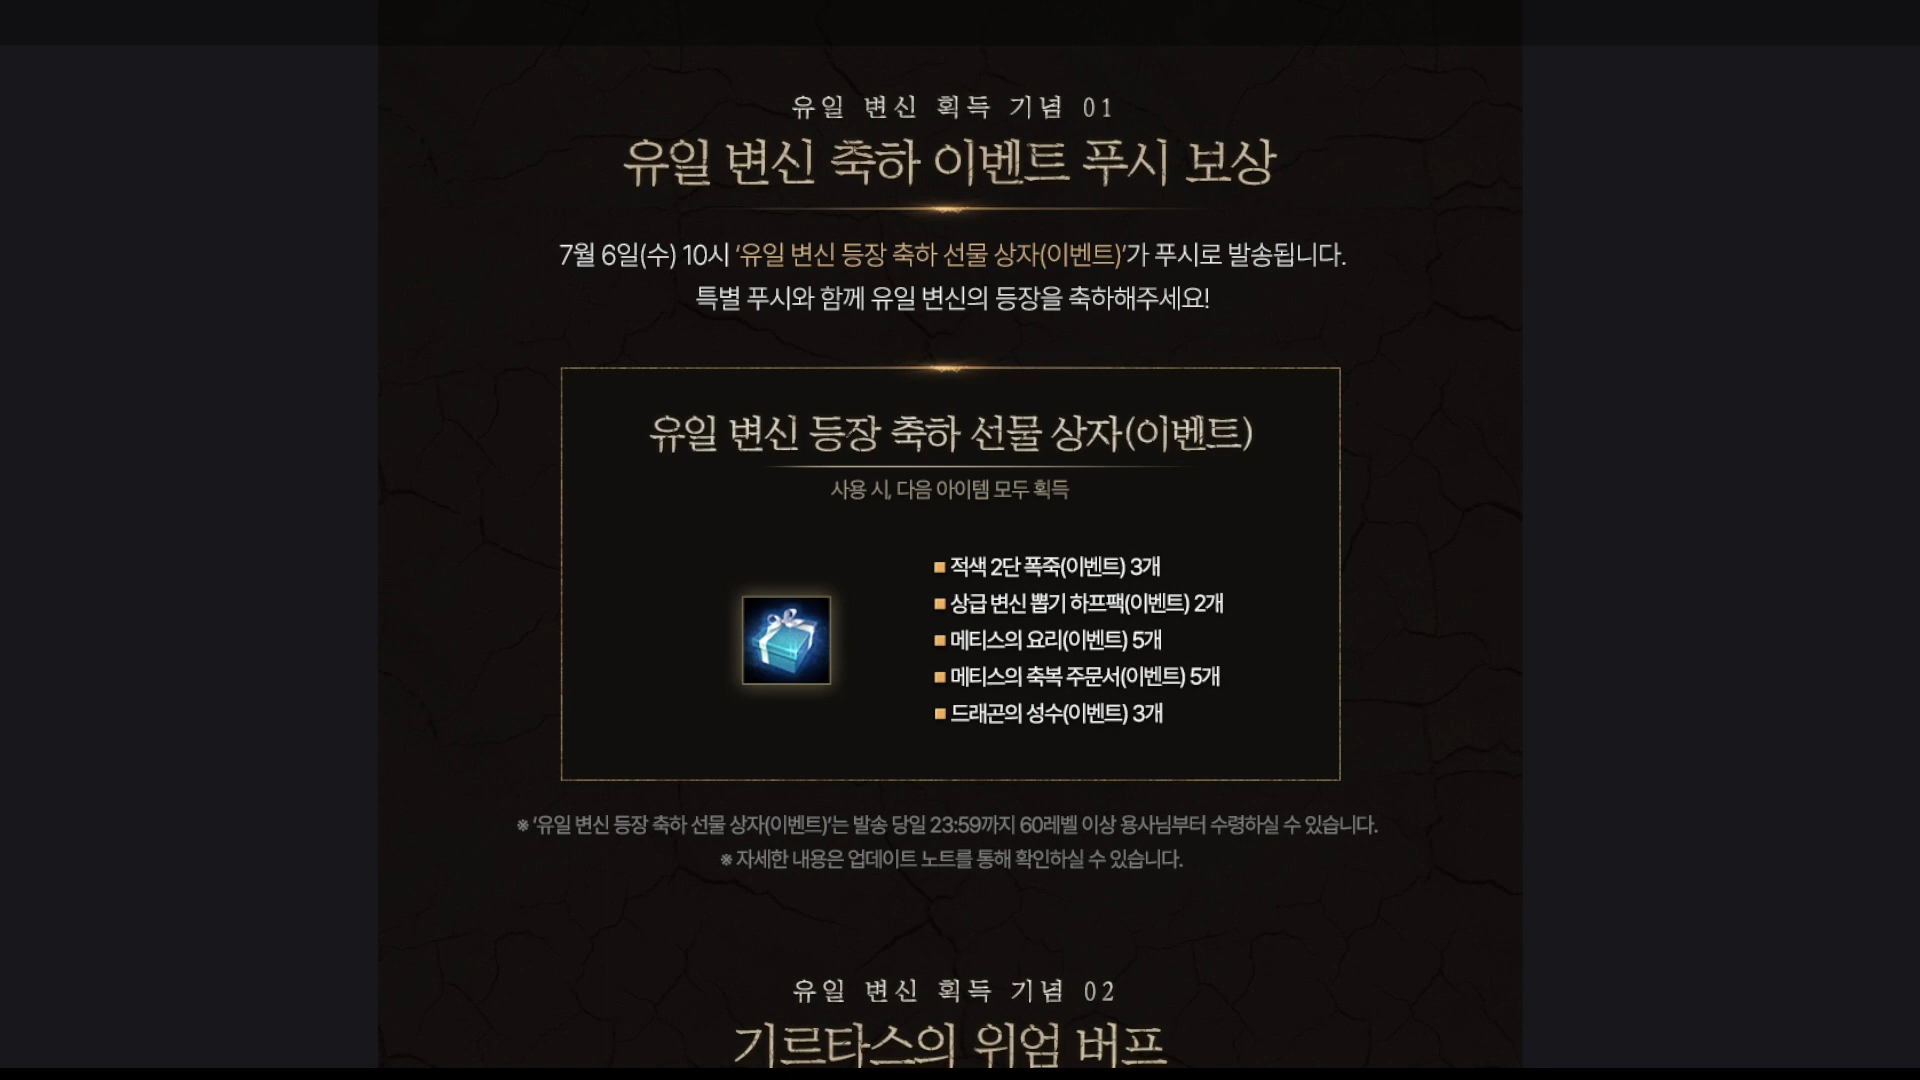 유일 변신 획득 기념 01
유일 변신 축하 이벤트 푸시 보상
7월 6일(수) 10시 '유일 변신 등장 축하 선물 상자(이벤트)'가 푸시로 발송됩니다.
특별 푸시와 함께 유일 변신의 등장을 축하해주세요!
유일 변신 등장 축하 선물 상자(이벤트)
사용 시, 다음 아이템 모두 획득
■ 적색 2단 폭죽(이벤트) 3개
■ 상급 변신 뽑기 하프팩(이벤트) 2개
■ 메티스의 요리(이벤트) 5개
■ 메티스의 축복 주문서(이벤트) 5개
■ 드래곤의 성수(이벤트) 3개
※ '유일 변신 등장 축하 선물 상자(이벤트)'는 발송 당일 23:59까지 60레벨 이상 용사님부터 수령하실 수 있습니다.
※ 자세한 내용은 업데이트 노트를 통해 확인하실 수 있습니다.
유일 변신 획득 기념 02
기르타스의 위엄 버프